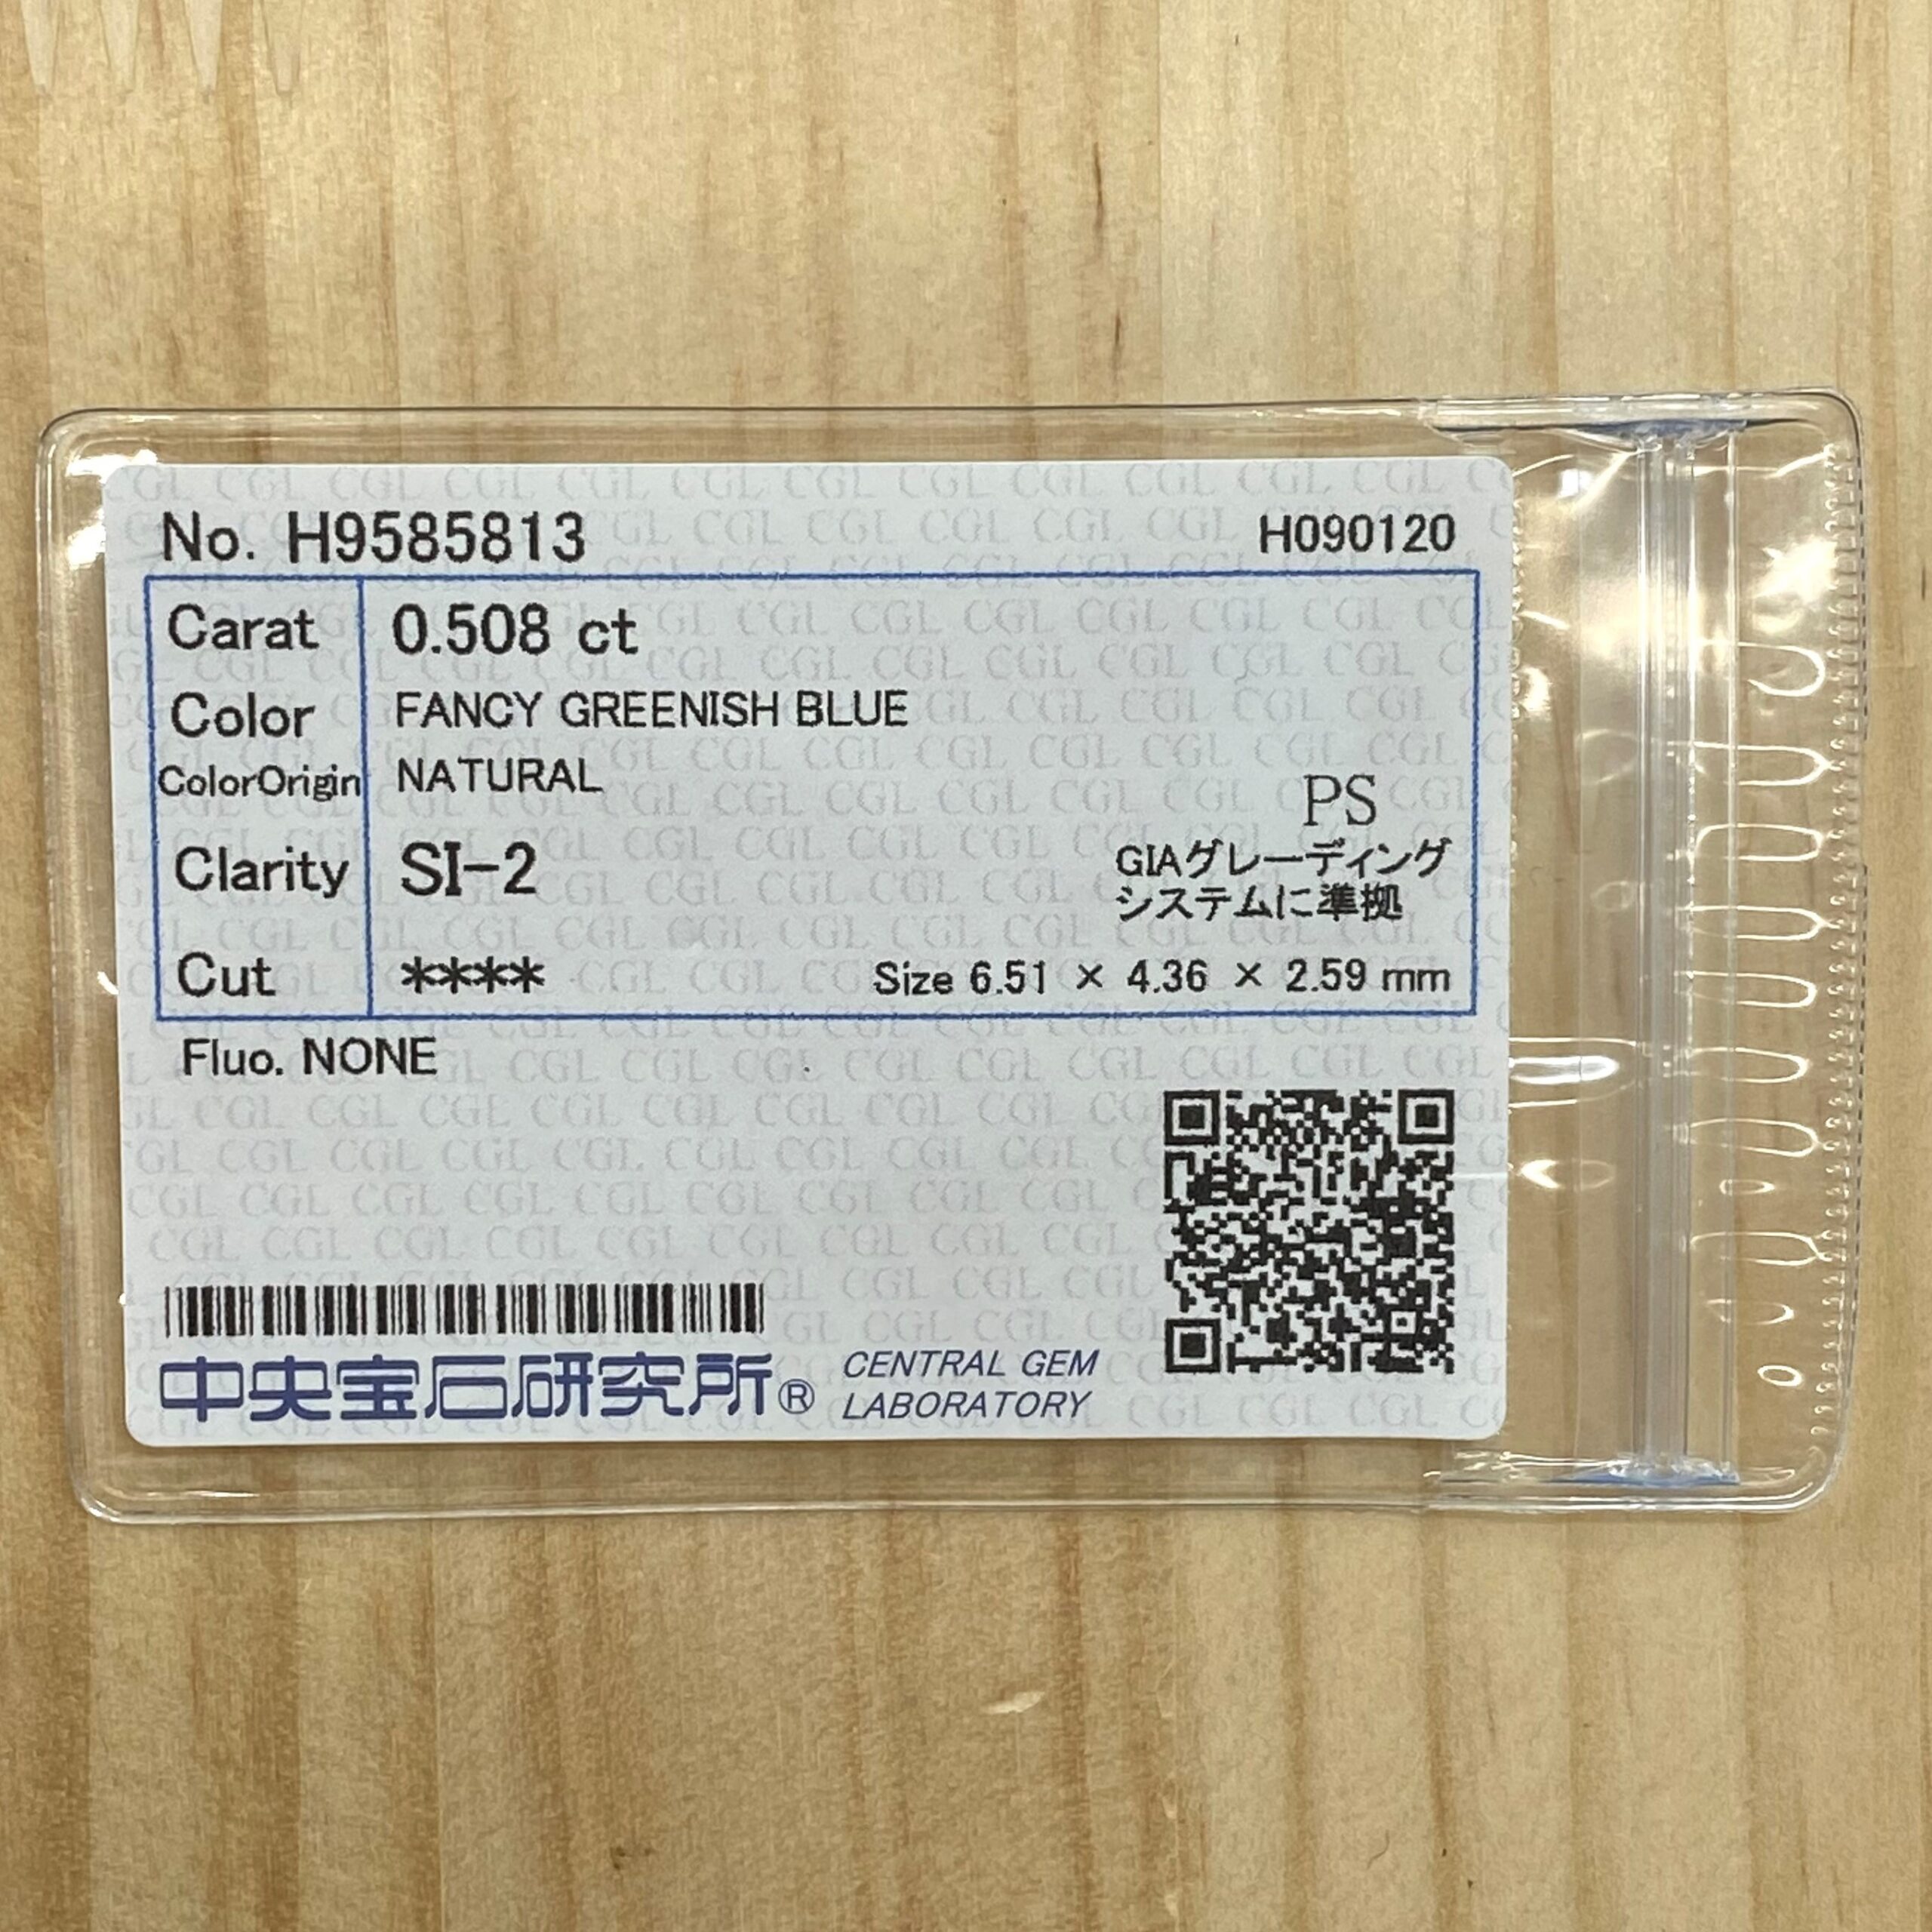 No. H9585813 H090120
Carat 0.508 ct
Color FANCY GREENISH BLUE
ColorOrigin NATURAL
PS
Clarity SI-2
GIAグレーディング
システムに準拠
Cut **** Size 6.51 × 4.36 × 2.59 mm
Fluo. NONE
中央宝石研究所® CENTRAL GEM
LABORATORY